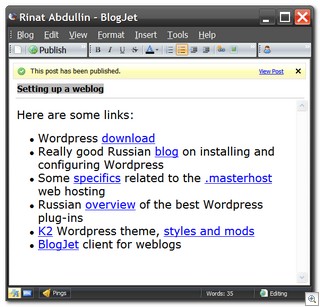 Rinat Abdullin - BlogJet
Blog Edit View Format Insert Tools Help
Publish B I U S A
This post has been published. View Post
Setting up a weblog
Here are some links:
Wordpress download
Really good Russian blog on installing and
configuring Wordpress
Some specifics related to the .masterhost
web hosting
Russian overview of the best Wordpress
plug-ins
K2 Wordpress theme, styles and mods
BlogJet client for weblogs
Pings Words: 35 Editing